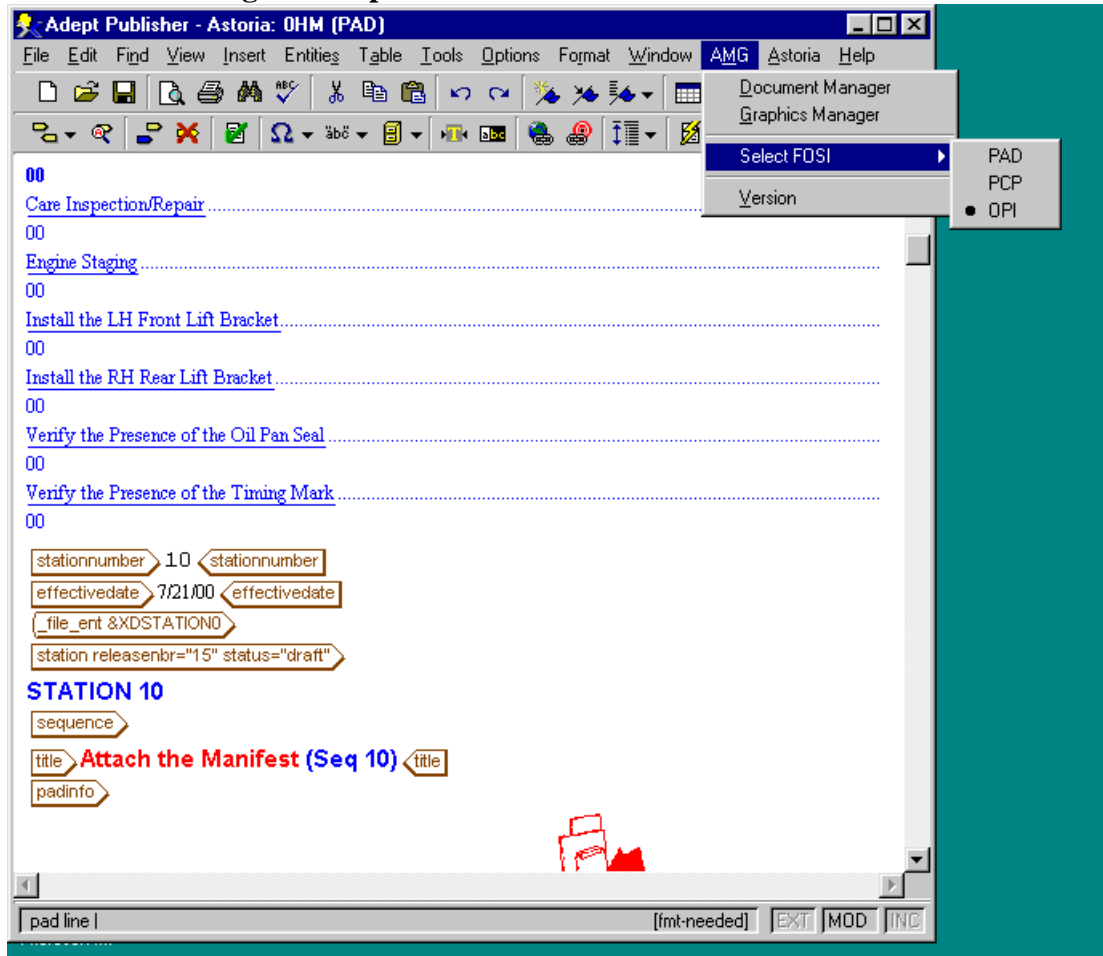 Adept Publisher - Astoria: 0HM (PAD)
File Edit Find View Insert Entities Table Tools Options Format Window AMG Astoria Help
Document Manager
Graphics Manager
Select FOSI
Version
PAD
PCP
OPI
00
Care Inspection/Repair
00
Engine Staging
00
Install the LH Front Lift Bracket
00
Install the RH Rear Lift Bracket
00
Verify the Presence of the Oil Pan Seal
00
Verify the Presence of the Timing Mark
00
stationnumber 10 stationnumber
effectivedate 7/21/00 effectivedate
_file_ent &XDSTATION0
station releasenbr="15" status="draft"
STATION 10
sequence
title Attach the Manifest (Seq 10) title
padinfo
pad line | [fmt-needed] EXT MOD INC